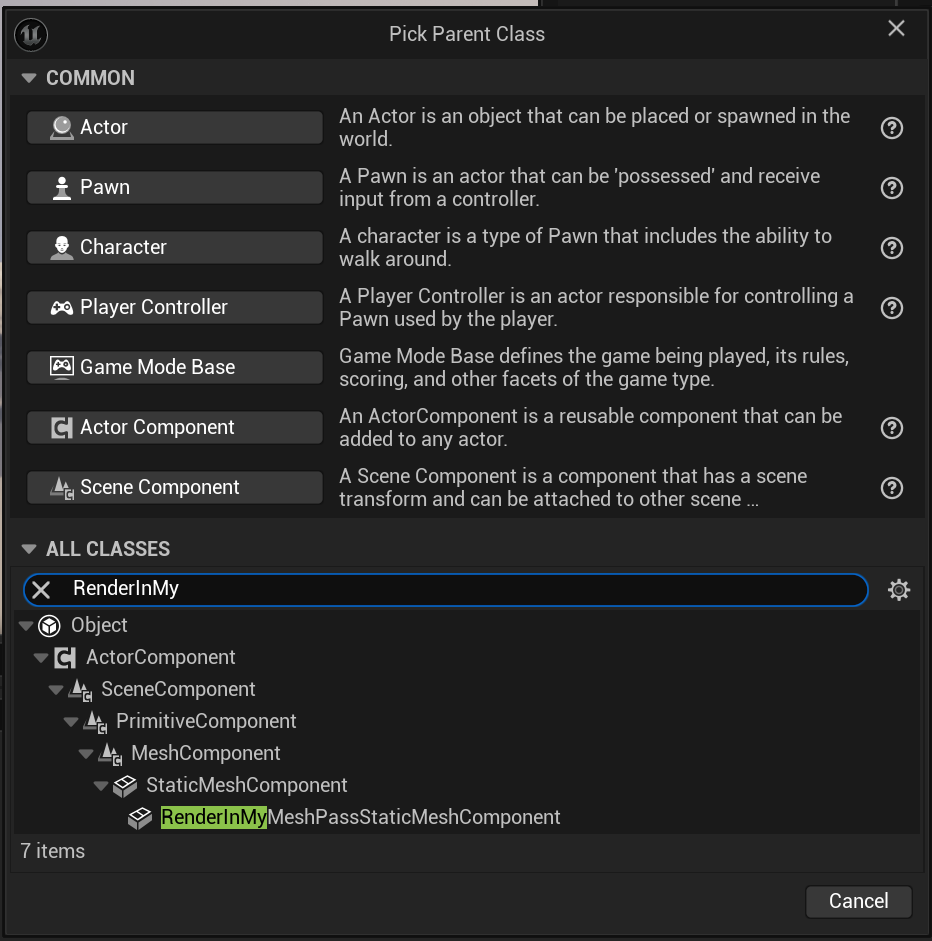 Pick Parent Class
COMMON
Actor
An Actor is an object that can be placed or spawned in the
world.
Pawn
A Pawn is an actor that can be 'possessed' and receive
input from a controller.
Character
A character is a type of Pawn that includes the ability to
walk around.
Player Controller
A Player Controller is an actor responsible for controlling a
Pawn used by the player.
Game Mode Base
Game Mode Base defines the game being played, its rules,
scoring, and other facets of the game type.
Actor Component
An ActorComponent is a reusable component that can be
added to any actor.
Scene Component
A Scene Component is a component that has a scene
transform and can be attached to other scene ...
ALL CLASSES
RenderInMy
Object
ActorComponent
SceneComponent
PrimitiveComponent
MeshComponent
StaticMeshComponent
RenderInMyMeshPassStaticMeshComponent
7 items
Cancel